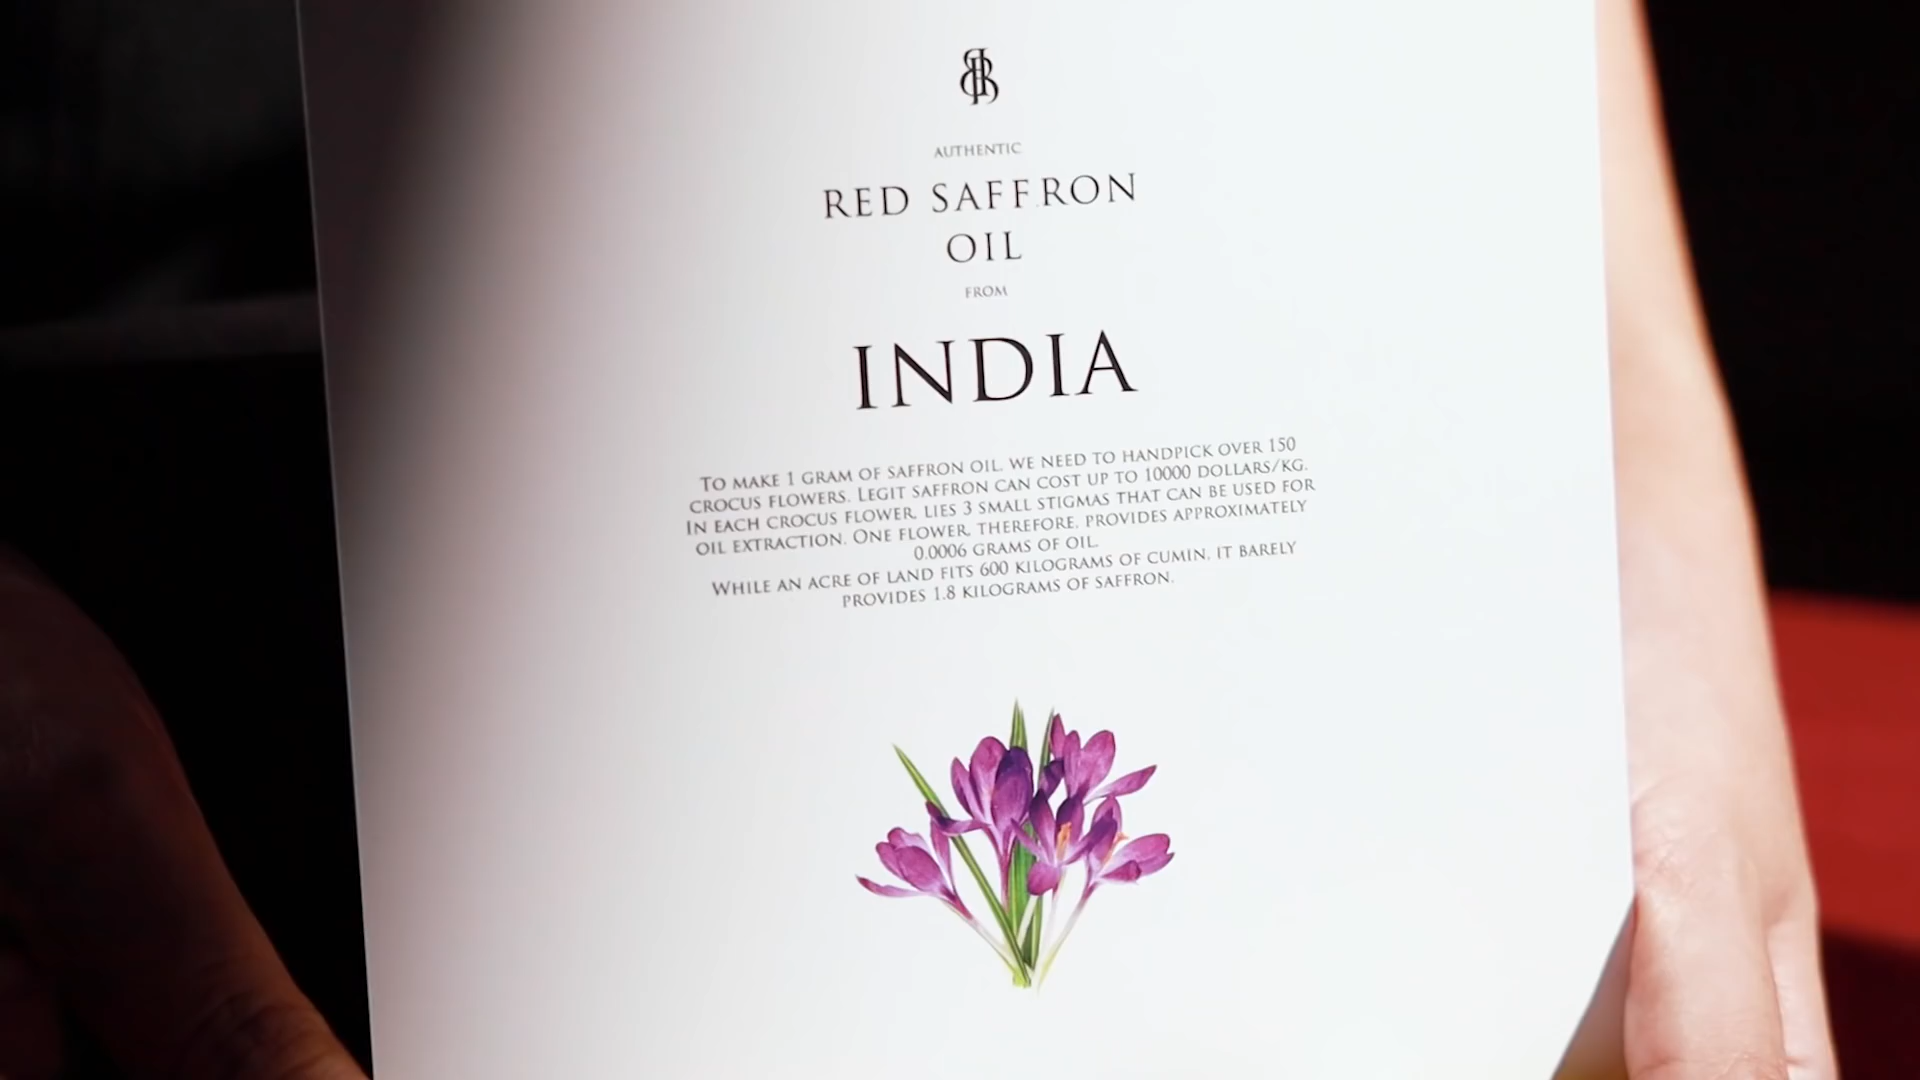 AUTHENTIC
RED SAFFRON
OIL
FROM
INDIA
TO MAKE 1 GRAM OF SAFFRON OIL, WE NEED TO HANDPICK OVER 150
CROCUS FLOWERS. LEGIT SAFFRON CAN COST UP TO 10000 DOLLARS/KG.
IN EACH CROCUS FLOWER, LIES 3 SMALL STIGMAS THAT CAN BE USED FOR
OIL EXTRACTION. ONE FLOWER, THEREFORE, PROVIDES APPROXIMATELY
0.0006 GRAMS OF OIL.
WHILE AN ACRE OF LAND FITS 600 KILOGRAMS OF CUMIN, IT BARELY
PROVIDES 1.8 KILOGRAMS OF SAFFRON.